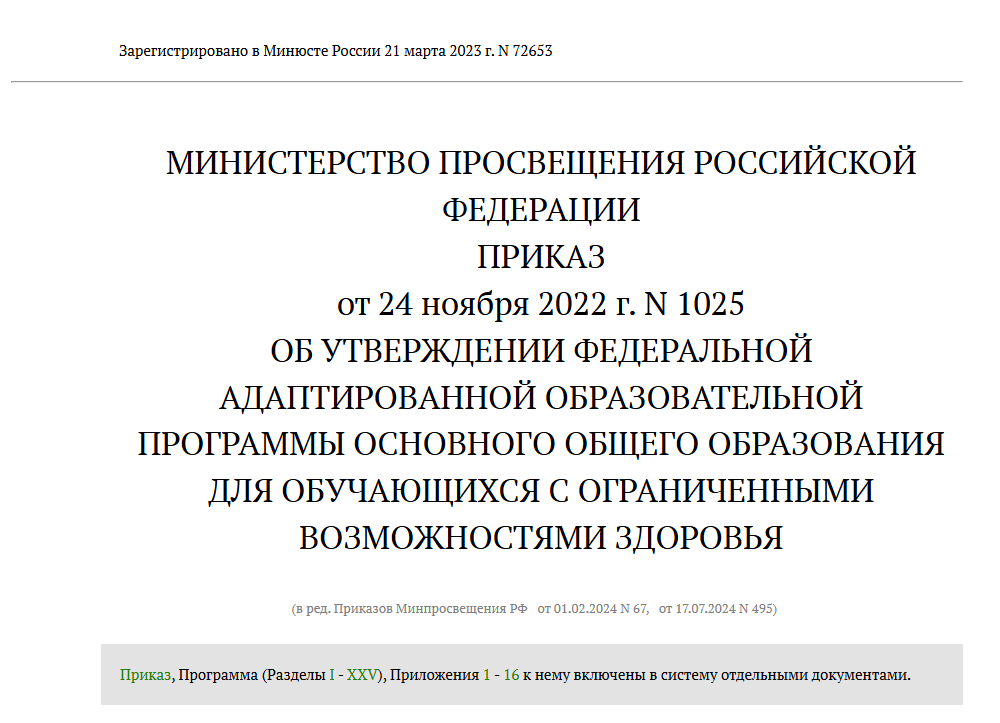 Зарегистрировано в Минюсте России 21 марта 2023 г. N 72653
МИНИСТЕРСТВО ПРОСВЕЩЕНИЯ РОССИЙСКОЙ
ФЕДЕРАЦИИ
ПРИКАЗ
от 24 ноября 2022 г. N 1025
ОБ УТВЕРЖДЕНИИ ФЕДЕРАЛЬНОЙ
АДАПТИРОВАННОЙ ОБРАЗОВАТЕЛЬНОЙ
ПРОГРАММЫ ОСНОВНОГО ОБЩЕГО ОБРАЗОВАНИЯ
ДЛЯ ОБУЧАЮЩИХСЯ С ОГРАНИЧЕННЫМИ
ВОЗМОЖНОСТЯМИ ЗДОРОВЬЯ
(в ред. Приказов Минпросвещения РФ от 01.02.2024 N 67, от 17.07.2024 N 495)
Приказ, Программа (Разделы I - XXV), Приложения 1 - 16 к нему включены в систему отдельными документами.